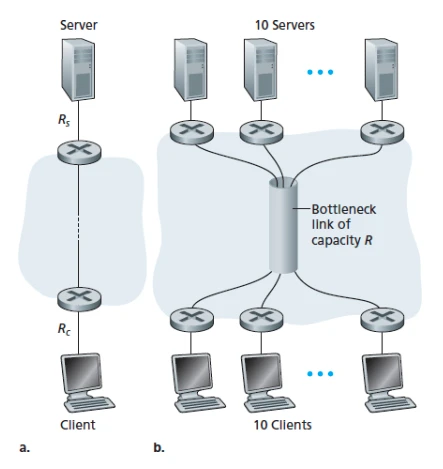 Server
10 Servers
Rs
Bottleneck
link of
capacity R
Rc
Client
10 Clients
a.
b.